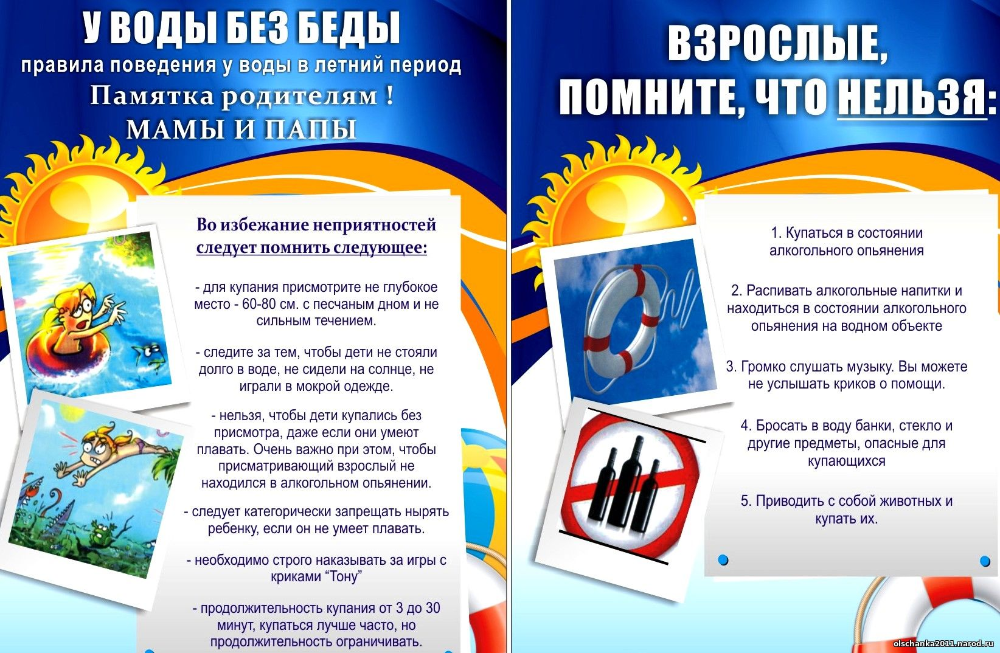 У ВОДЫ БЕЗ БЕДЫ
правила поведения у воды в летний период
Памятка родителям !
МАМЫ И ПАПЫ
Во избежание неприятностей
следует помнить следующее:
- для купания присмотрите не глубокое
место - 60-80 см. с песчаным дном и не
сильным течением.
- следите за тем, чтобы дети не стояли
долго в воде, не сидели на солнце, не
играли в мокрой одежде.
- нельзя, чтобы дети купались без
присмотра, даже если они умеют
плавать. Очень важно при этом, чтобы
присматривающий взрослый не
находился в алкогольном опьянении.
- следует категорически запрещать нырять
ребенку, если он не умеет плавать.
- необходимо строго наказывать за игры с
криками “Тону”
- продолжительность купания от 3 до 30
минут, купаться лучше часто, но
продолжительность ограничивать.
ВЗРОСЛЫЕ,
ПОМНИТЕ, ЧТО НЕЛЬЗЯ:
1. Купаться в состоянии
алкогольного опьянения
2. Распивать алкогольные напитки и
находиться в состоянии алкогольного
опьянения на водном объекте
3. Громко слушать музыку. Вы можете
не услышать криков о помощи.
4. Бросать в воду банки, стекло и
другие предметы, опасные для
купающихся
5. Приводить с собой животных и
купать их.
olschanka2011.narod.ru